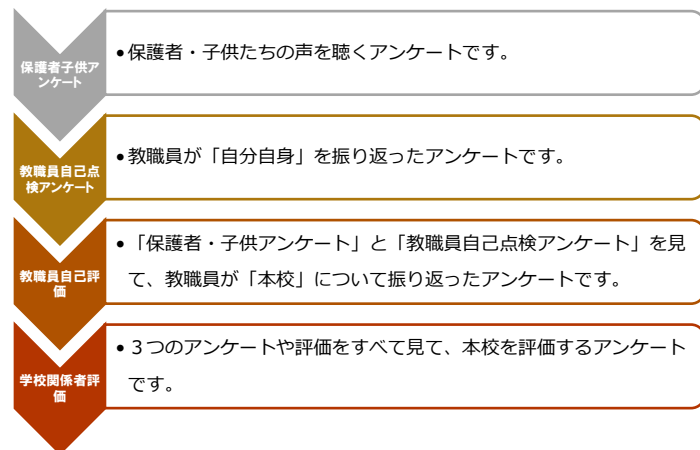 保護者子供ア
ンケート
•保護者・子供たちの声を聴くアンケートです。
教職員自己点
検アンケート
•教職員が「自分自身」を振り返ったアンケートです。
教職員自己評
価
•「保護者・子供アンケート」と「教職員自己点検アンケート」を見
て、教職員が「本校」について振り返ったアンケートです。
学校関係者評
価
•３つのアンケートや評価をすべて見て、本校を評価するアンケート
です。